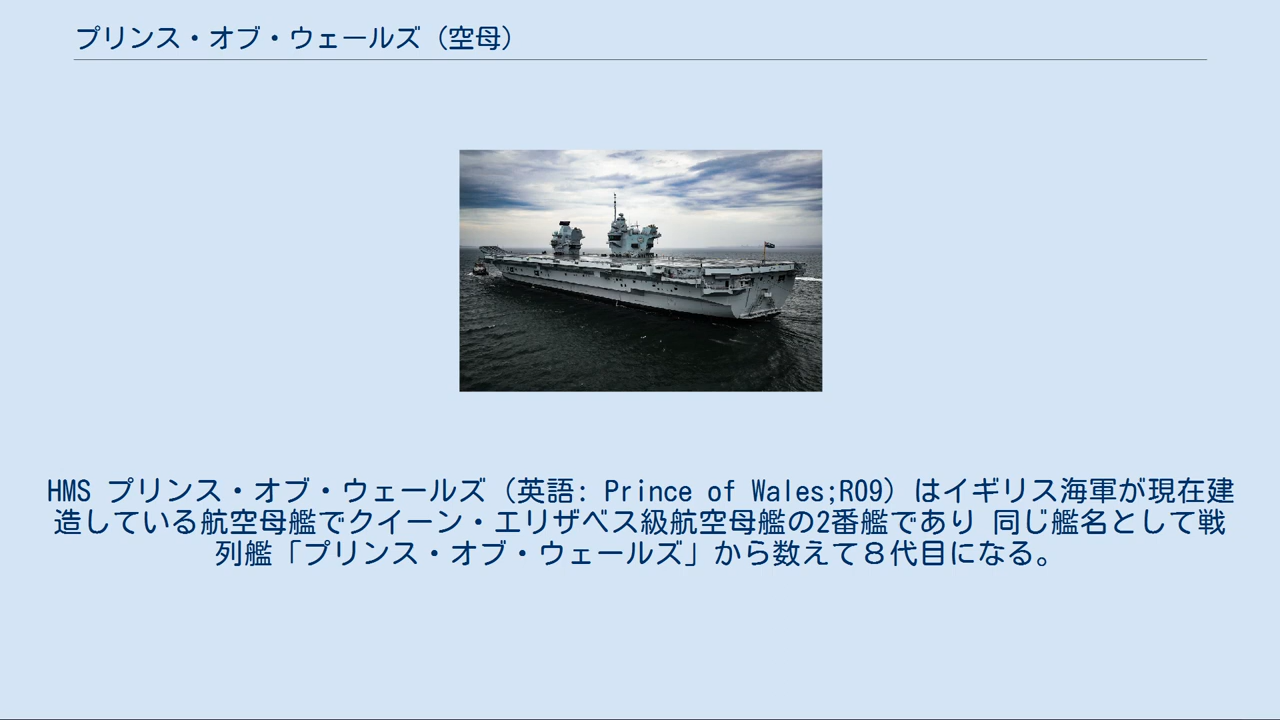 プリンス・オブ・ウェールズ（空母）
HMS プリンス・オブ・ウェールズ（英語: Prince of Wales;R09）はイギリス海軍が現在建
造している航空母艦でクイーン・エリザベス級航空母艦の2番艦であり 同じ艦名として戦
列艦「プリンス・オブ・ウェールズ」から数えて８代目になる。